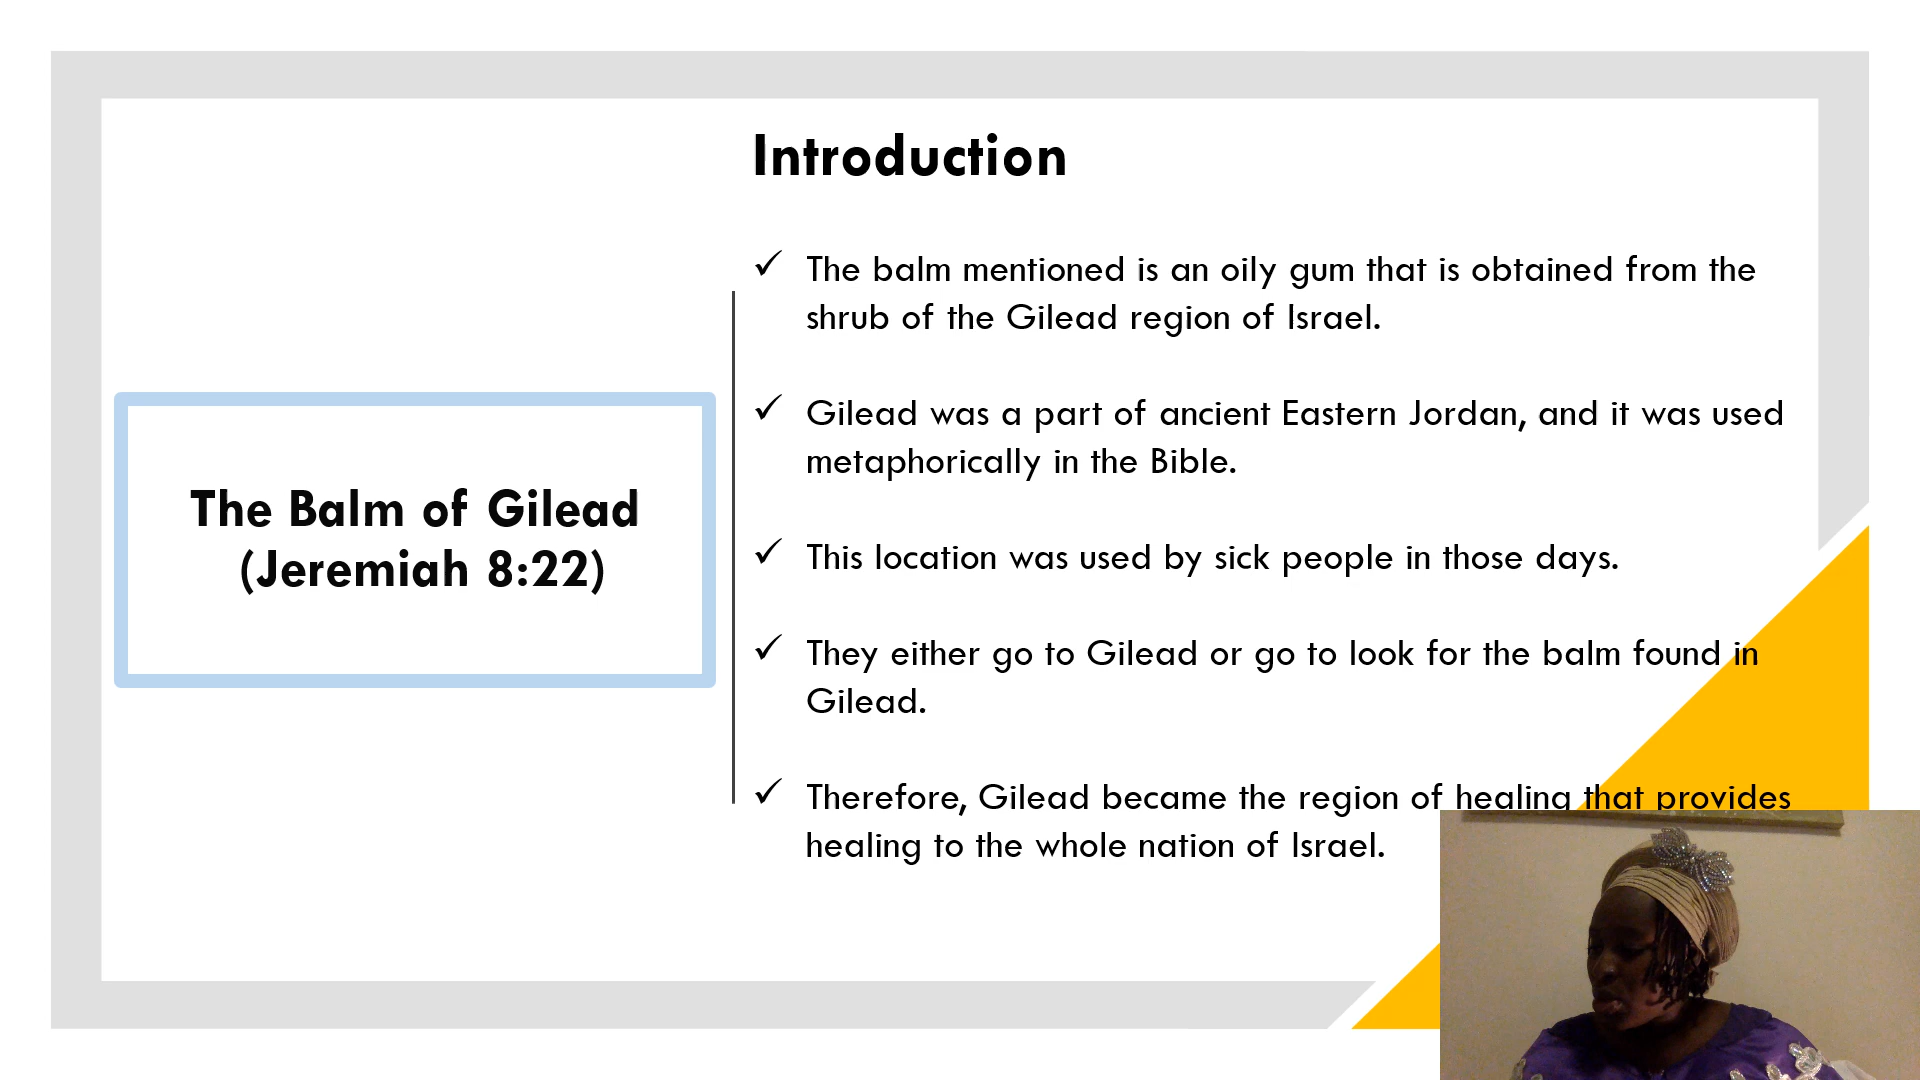 Introduction
✓ The balm mentioned is an oily gum that is obtained from the
shrub of the Gilead region of Israel.
✓ Gilead was a part of ancient Eastern Jordan, and it was used
metaphorically in the Bible.
The Balm of Gilead
(Jeremiah 8:22)
✓ This location was used by sick people in those days.
✓ They either go to Gilead or go to look for the balm found in
Gilead.
✓ Therefore, Gilead became the region of healing that provides
healing to the whole nation of Israel.